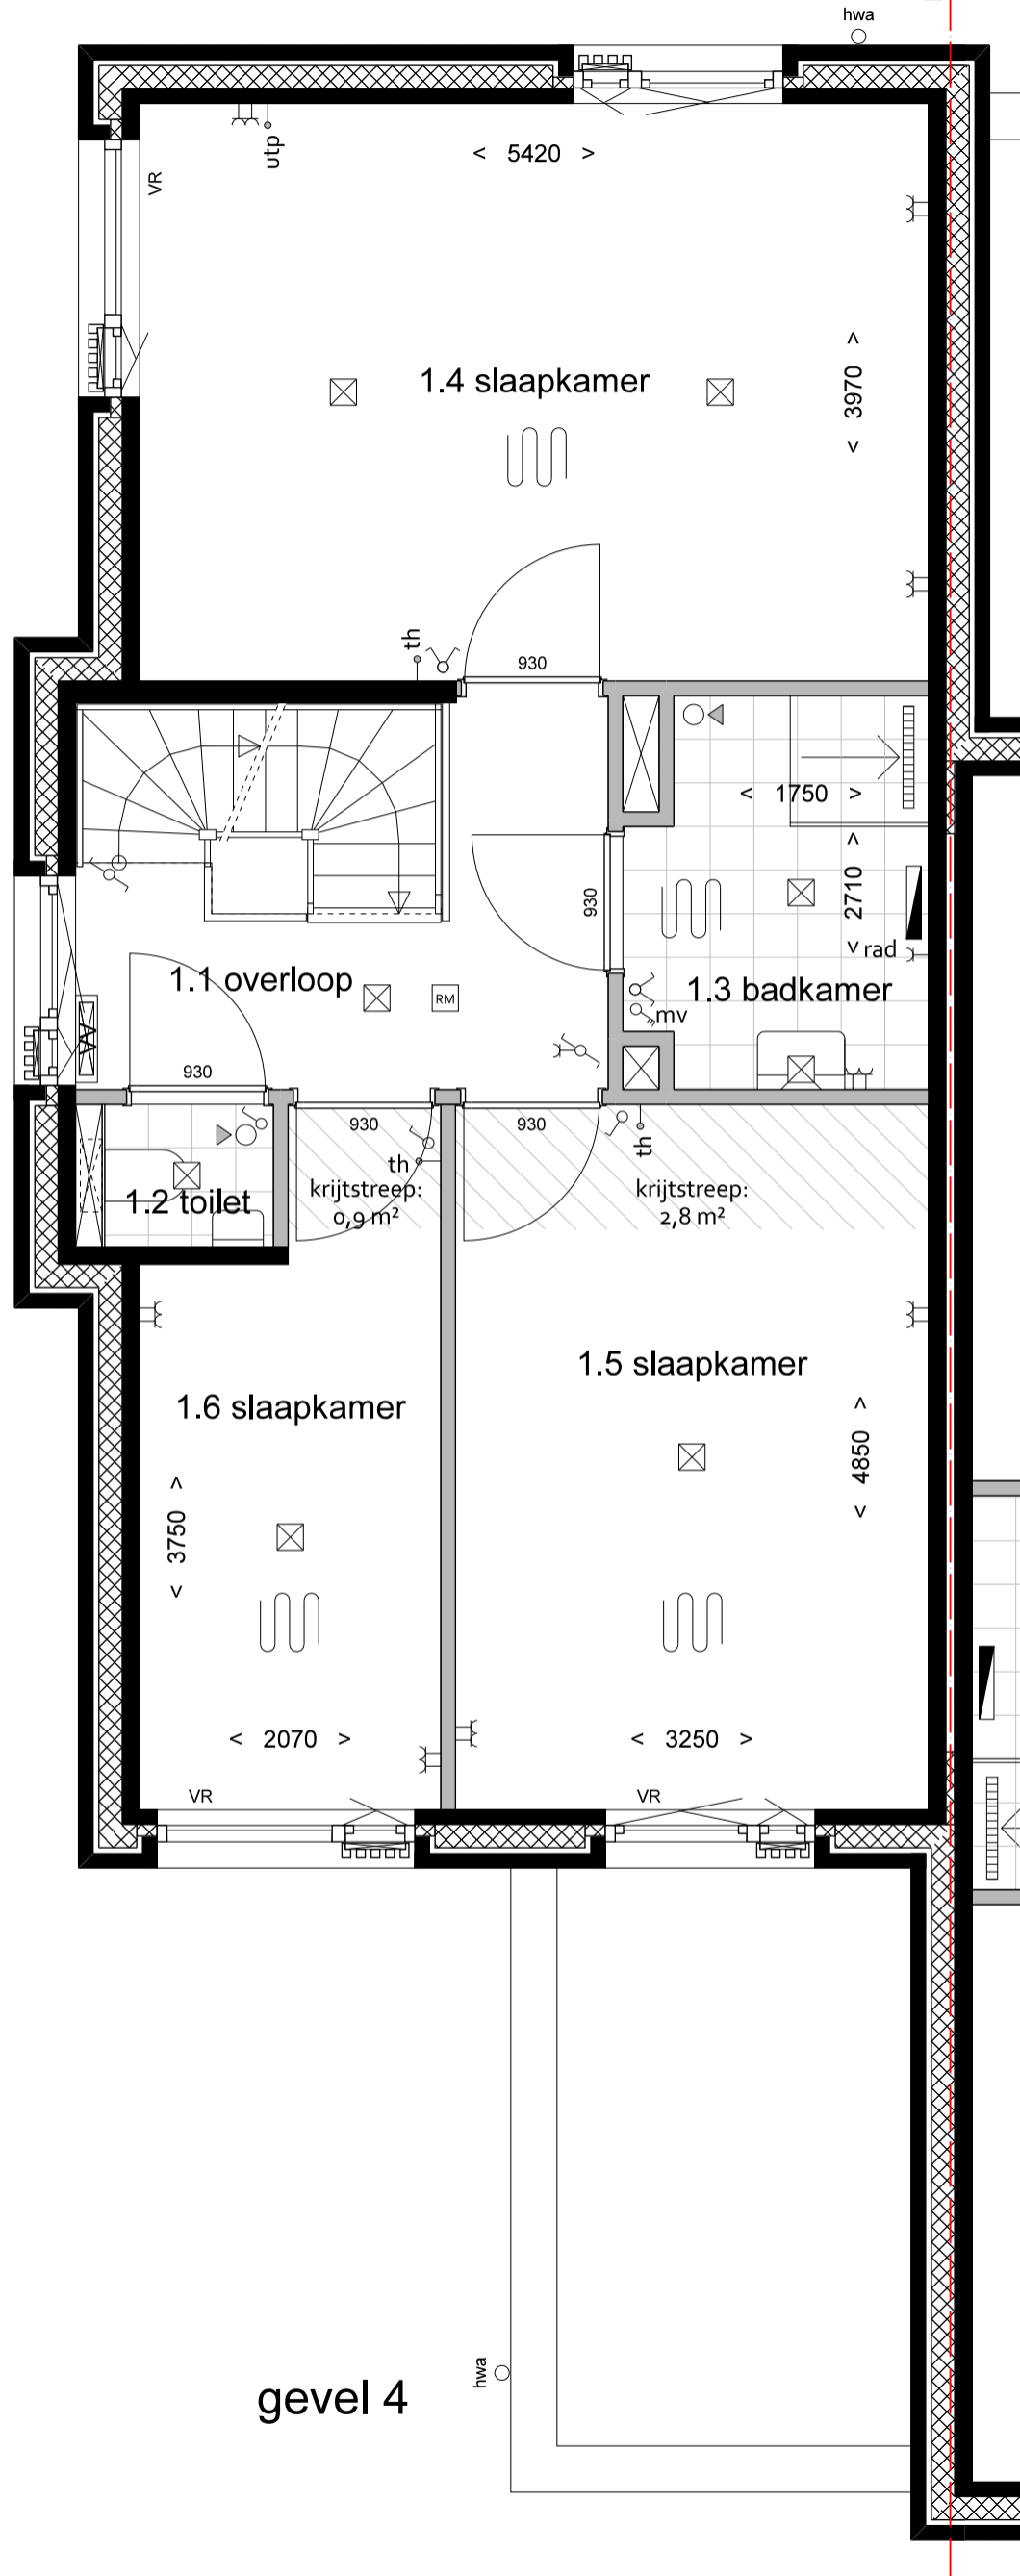 hwa
utp
< 5420 >
VR
< 3970 >
1.4 slaapkamer
th
930
< 1750 >
< 2710 >
930
rad
1.1 overloop
RM
1.3 badkamer
mv
930
930
930
th
th
krijtstreep:
0,9 m²
krijtstreep:
2,8 m²
1.2 toilet
1.5 slaapkamer
1.6 slaapkamer
< 4850 >
< 3750 >
< 2070 >
< 3250 >
VR
VR
hwa
gevel 4